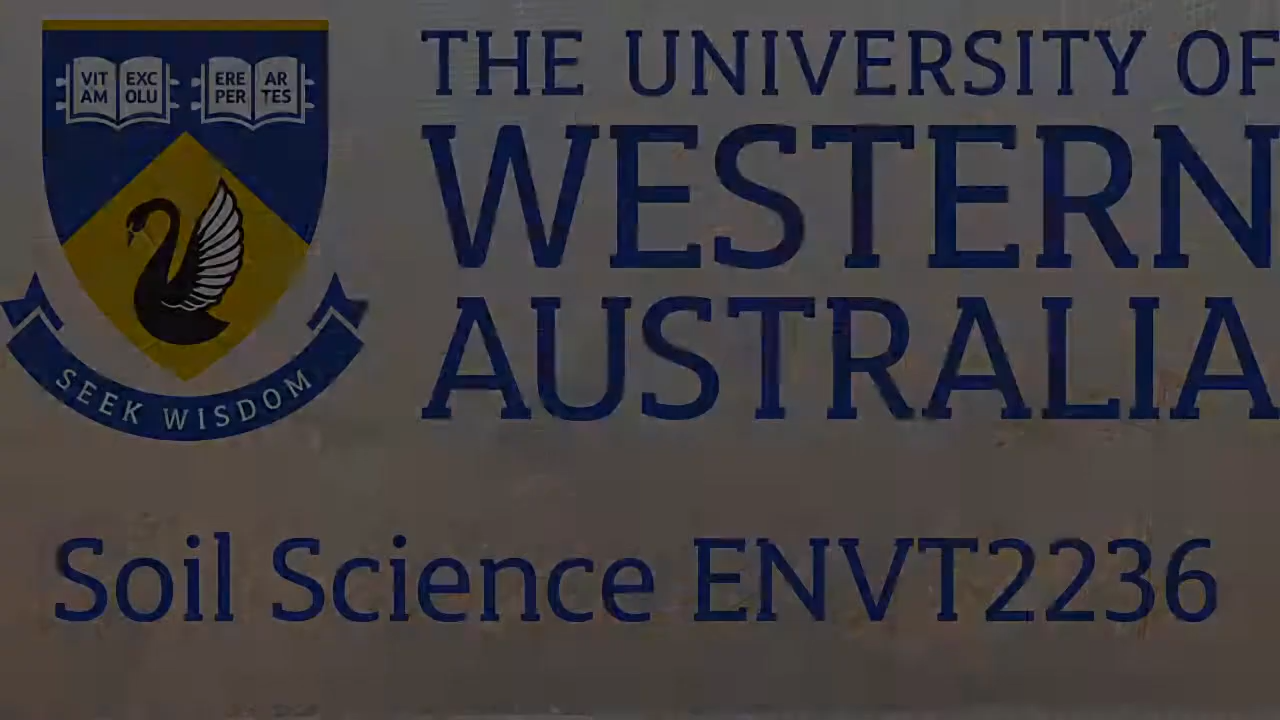 VIT AM EXC OLU ERE PER AR TES
THE UNIVERSITY OF
WESTERN
AUSTRALIA
SEEK WISDOM
Soil Science ENVT2236